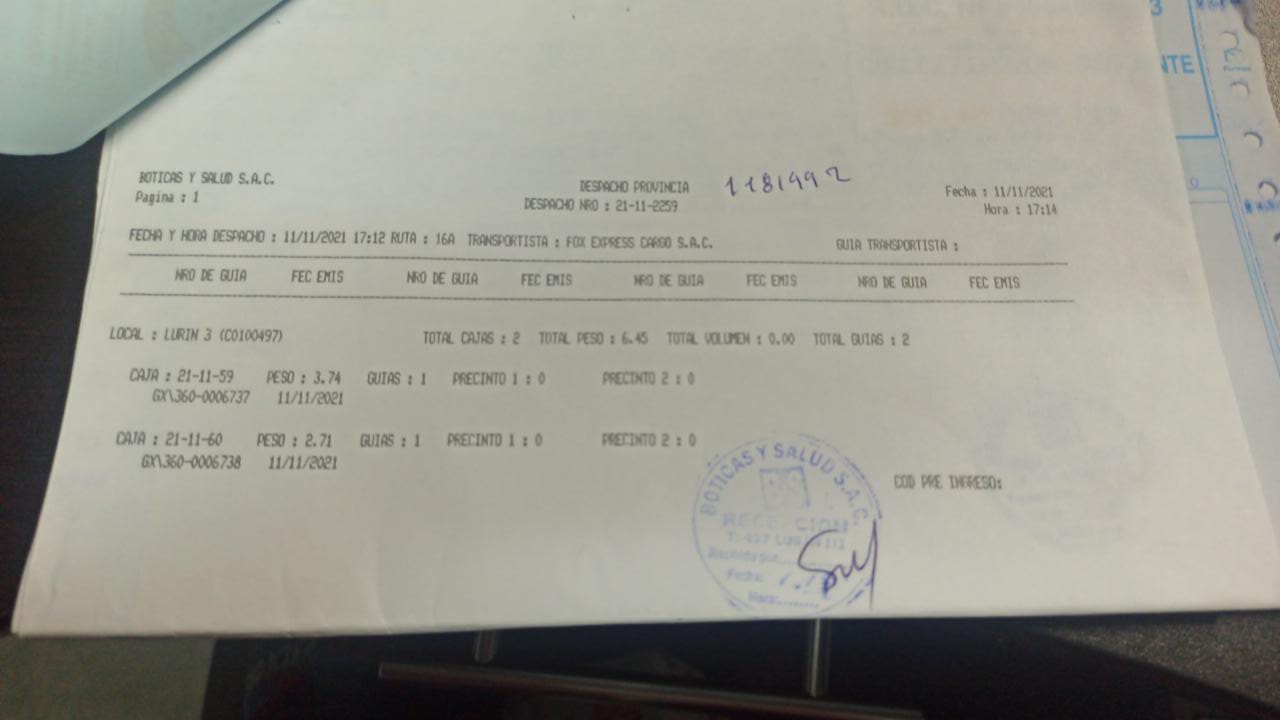 BOTICAS Y SALUD S.A.C.
Pagina : 1
DESPACHO PROVINCIA
1181992
DESPACHO NRO : 21-11-2259
Fecha : 11/11/2021
Hora : 17:14
FECHA Y HORA DESPACHO : 11/11/2021 17:12 RUTA : 16A TRANSPORTISTA : FOX EXPRESS CARGO S.A.C. GUIA TRANSPORTISTA :
NRO DE GUIA FEC EMIS NRO DE GUIA FEC EMIS NRO DE GUIA FEC EMIS NRO DE GUIA FEC EMIS
LOCAL : LURIN 3 (C0100497) TOTAL CAJAS : 2 TOTAL PESO : 6.45 TOTAL VOLUMEN : 0.00 TOTAL GUIAS : 2
CAJA : 21-11-59 PESO : 3.74 GUIAS : 1 PRECINTO 1 : 0 PRECINTO 2 : 0
GX\360-0006737 11/11/2021
CAJA : 21-11-60 PESO : 2.71 GUIAS : 1 PRECINTO 1 : 0 PRECINTO 2 : 0
GX\360-0006738 11/11/2021
COD PRE INGRESO:
BOTICAS Y SALUD S.A.C.
RECEPCION
Fecha:
Hora:
3
NTE